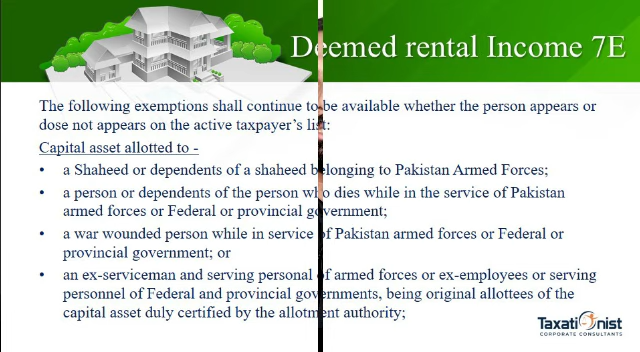 Deemed rental Income 7E
The following exemptions shall continue to be available whether the person appears or
dose not appears on the active taxpayer's list:
Capital asset allotted to -
• a Shaheed or dependents of a shaheed belonging to Pakistan Armed Forces;
• a person or dependents of the person who dies while in the service of Pakistan
armed forces or Federal or provincial government;
• a war wounded person while in service of Pakistan armed forces or Federal or
provincial government; or
• an ex-serviceman and serving personal of armed forces or ex-employees or serving
personnel of Federal and provincial governments, being original allottees of the
capital asset duly certified by the allotment authority;
Taxationist
CORPORATE CONSULTANTS